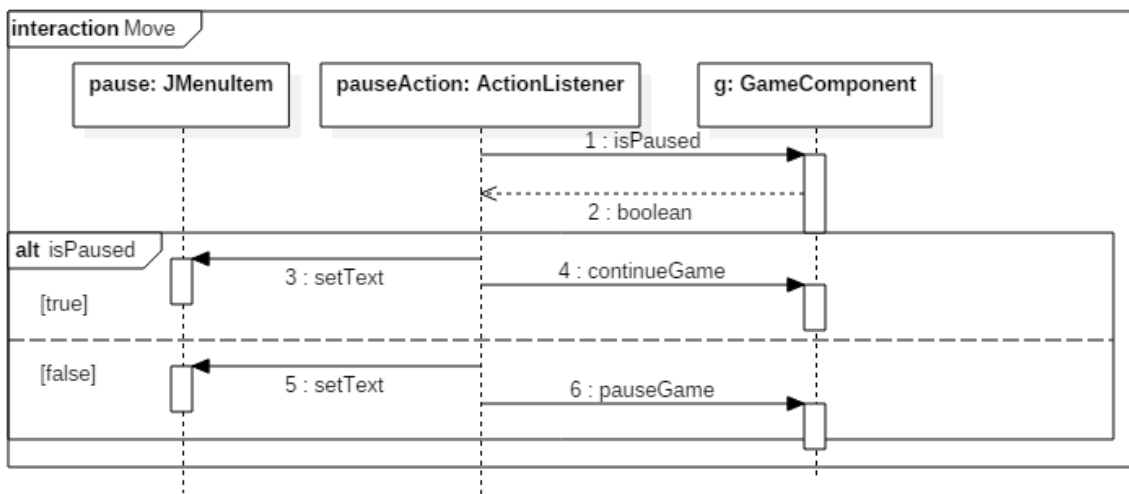 interaction Move
pause: JMenuItem
pauseAction: ActionListener
g: GameComponent
1 : isPaused
2 : boolean
alt isPaused
3 : setText
4 : continueGame
[true]
[false]
5 : setText
6 : pauseGame